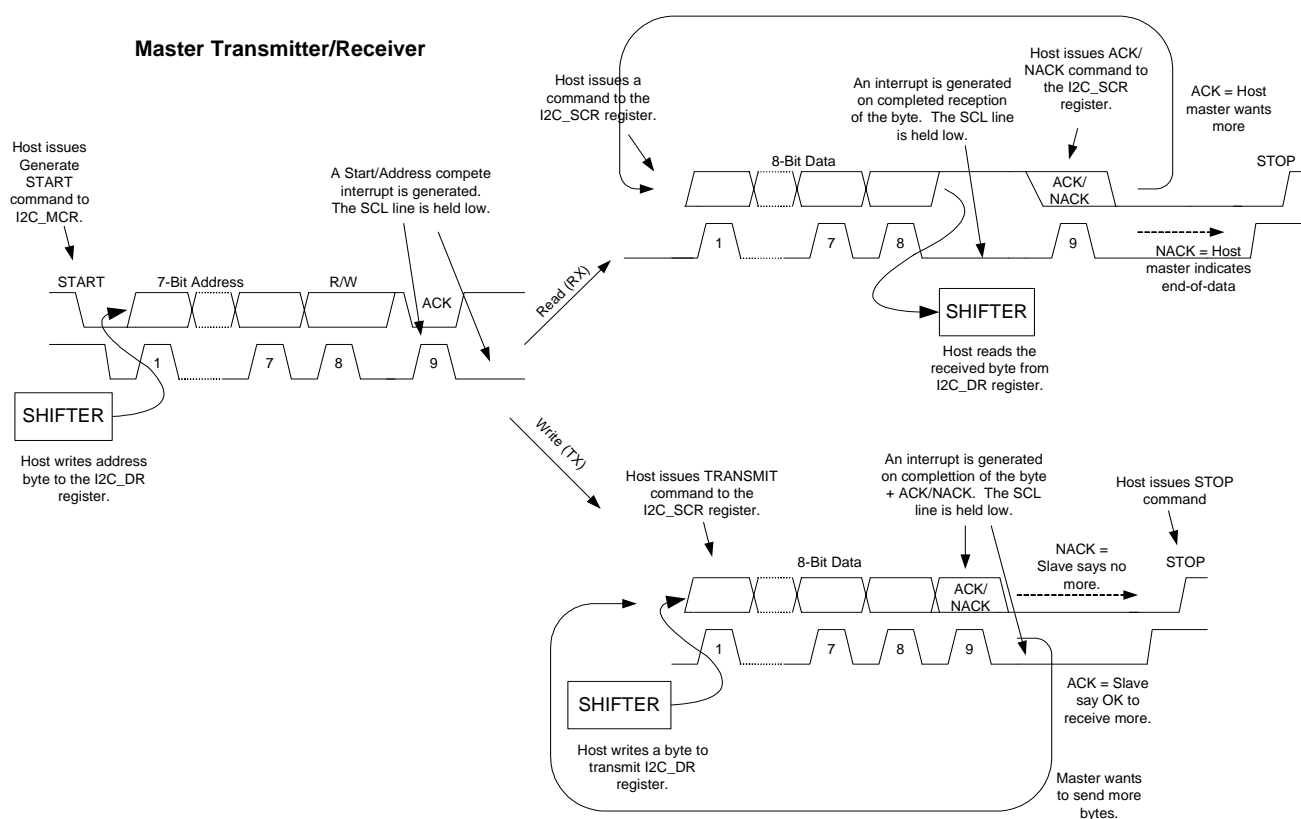 Master Transmitter/Receiver
Host issues
Generate
START
command to
I2C_MCR.
START
7-Bit Address
R/W
ACK
1
7
8
9
SHIFTER
Host writes address
byte to the I2C_DR
register.
A Start/Address compete
interrupt is generated.
The SCL line is held low.
Read (RX)
Write (TX)
Host issues a
command to the
I2C_SCR register.
An interrupt is generated
on completed reception
of the byte. The SCL line
is held low.
Host issues ACK/
NACK command to
the I2C_SCR
register.
ACK = Host
master wants
more
STOP
8-Bit Data
ACK/
NACK
1
7
8
9
NACK = Host
master indicates
end-of-data
SHIFTER
Host reads the
received byte from
I2C_DR register.
Host issues TRANSMIT
command to the
I2C_SCR register.
An interrupt is generated
on complettion of the byte
+ ACK/NACK. The SCL
line is held low.
Host issues STOP
command
NACK =
Slave says no
more.
STOP
8-Bit Data
ACK/
NACK
1
7
8
9
SHIFTER
Host writes a byte to
transmit I2C_DR
register.
ACK = Slave
say OK to
receive more.
Master wants
to send more
bytes.